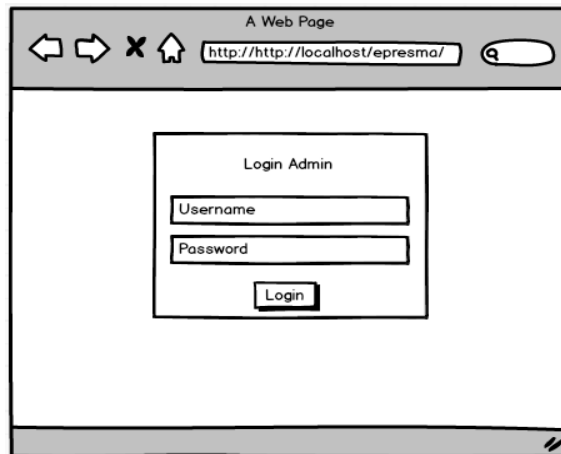 A Web Page
http://http://localhost/epresma/
Login Admin
Username
Password
Login